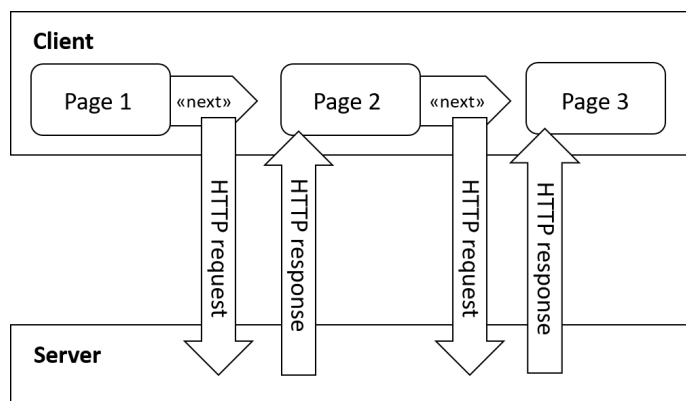 Client
Page 1
«next»
Page 2
«next»
Page 3
HTTP request
HTTP response
HTTP request
HTTP response
Server